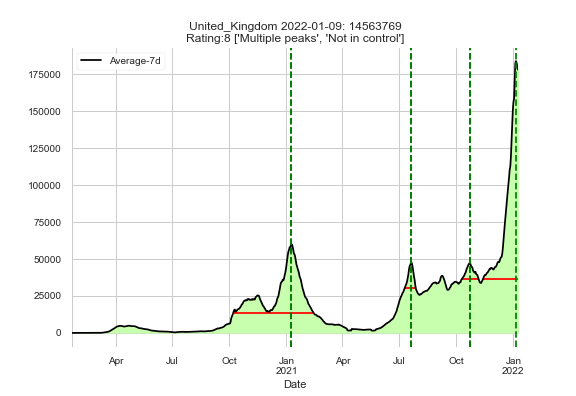 United_Kingdom 2022-01-09: 14563769
Rating:8 ['Multiple peaks', 'Not in control']
Average-7d
175000
150000
125000
100000
75000
50000
25000
0
Apr Jul Oct Jan Apr Jul Oct Jan
2021 2022
Date